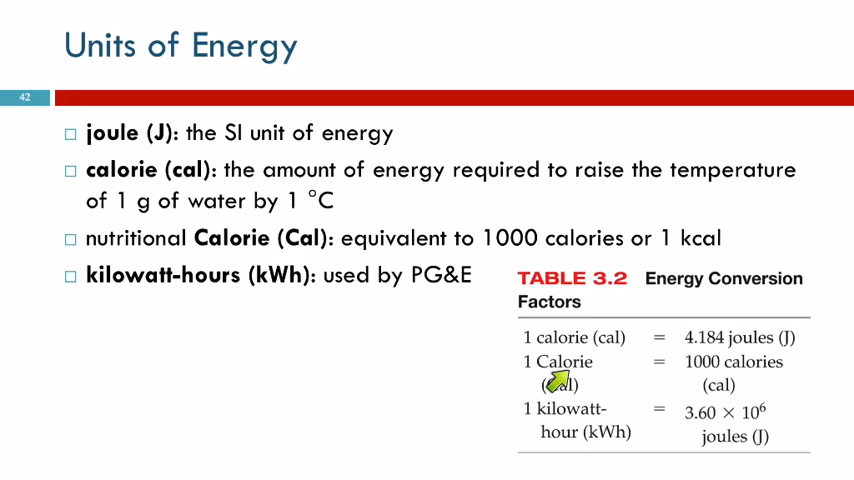 Units of Energy
42
joule (J): the SI unit of energy
calorie (cal): the amount of energy required to raise the temperature
of 1 g of water by 1 °C
nutritional Calorie (Cal): equivalent to 1000 calories or 1 kcal
kilowatt-hours (kWh): used by PG&E
TABLE 3.2 Energy Conversion
Factors
1 calorie (cal) = 4.184 joules (J)
1 Calorie = 1000 calories
(Cal) (cal)
1 kilowatt- = 3.60 × 10⁶
hour (kWh) joules (J)